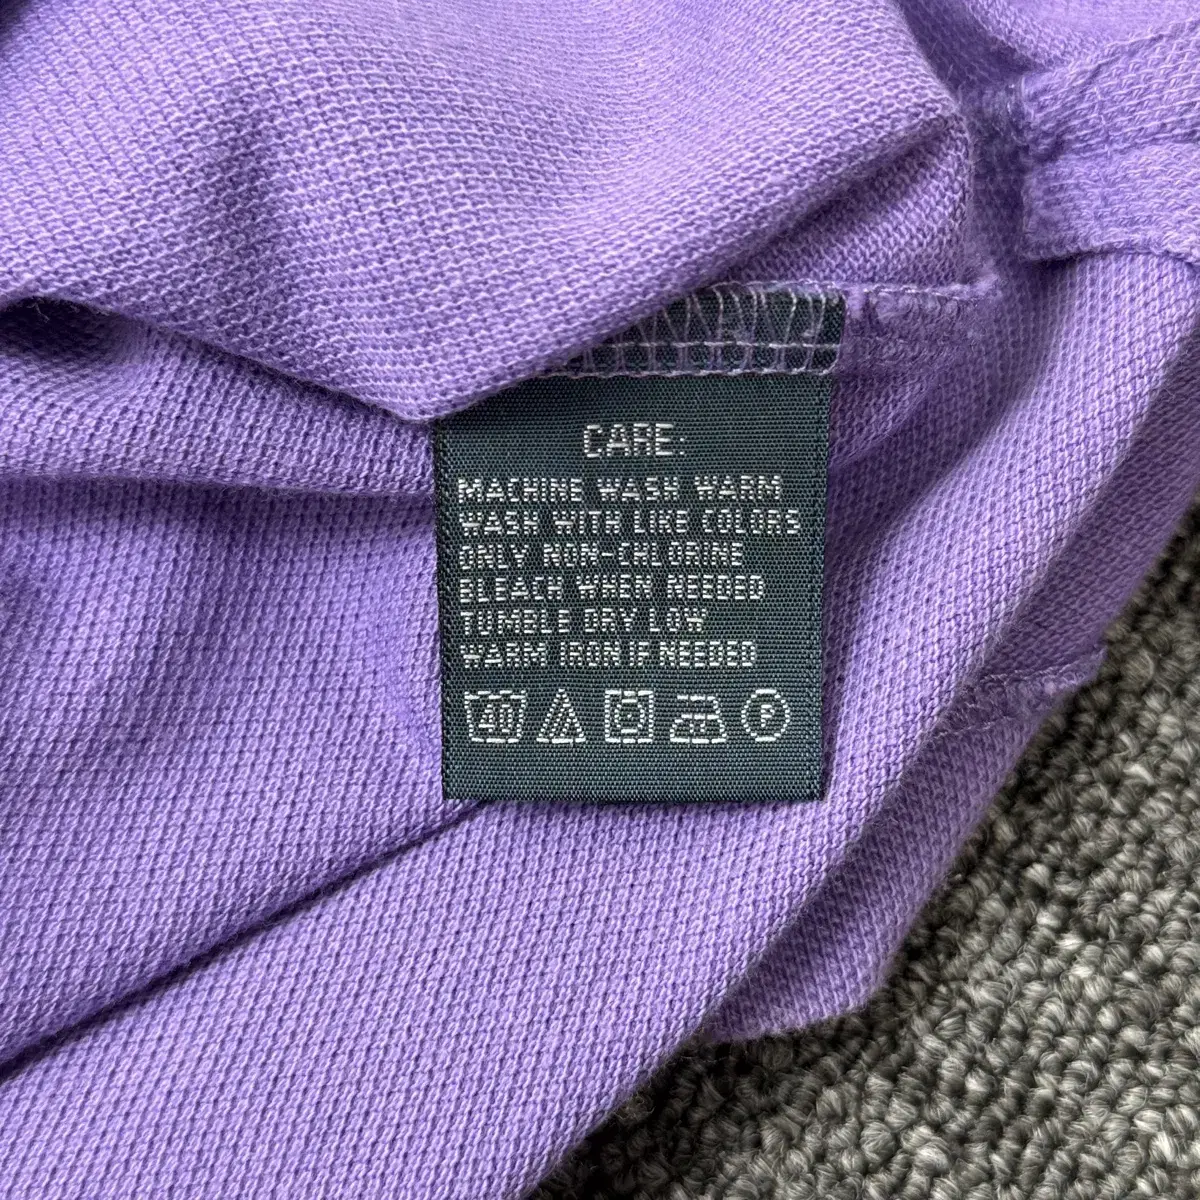 CARE:
MACHINE WASH WARM
WASH WITH LIKE COLORS
ONLY NON-CHLORINE
BLEACH WHEN NEEDED
TUMBLE DRY LOW
WARM IRON IF NEEDED
40 P